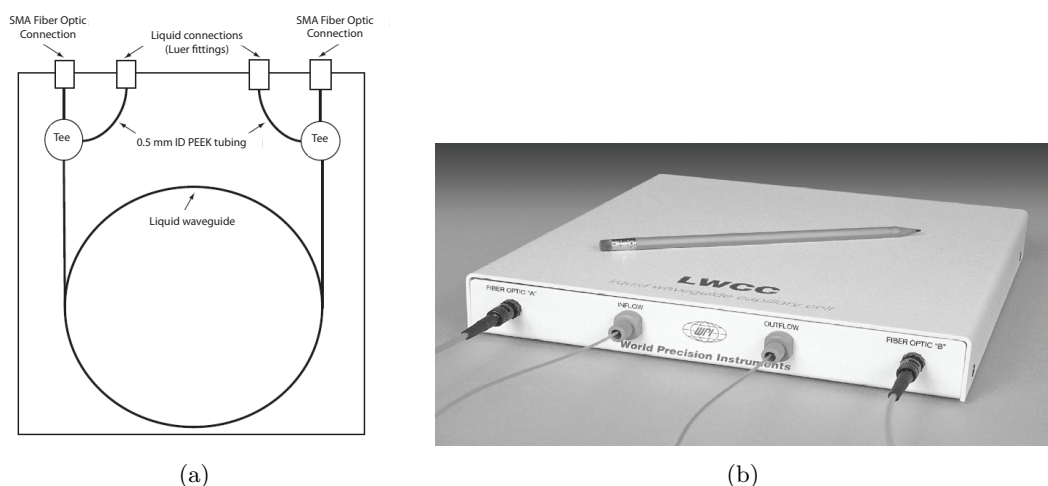 SMA Fiber Optic
Connection
Liquid connections
(Luer fittings)
SMA Fiber Optic
Connection
Tee
0.5 mm ID PEEK tubing
Tee
Liquid waveguide
LWCC
liquid waveguide capillary cell
FIBER OPTIC "A"
INFLOW
WPI
OUTFLOW
FIBER OPTIC "B"
World Precision Instruments
(a)
(b)